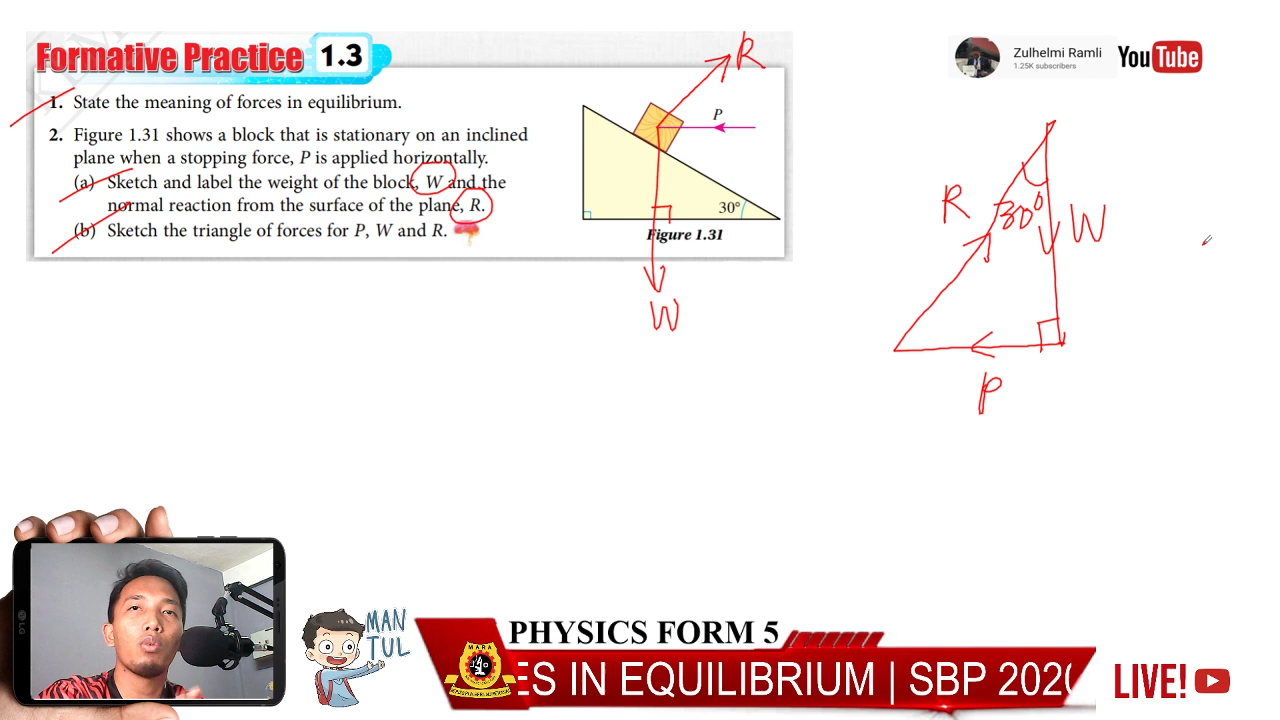 Formative Practice 1.3
1. State the meaning of forces in equilibrium.
2. Figure 1.31 shows a block that is stationary on an inclined
plane when a stopping force, P is applied horizontally.
(a) Sketch and label the weight of the block, W and the
normal reaction from the surface of the plane, R.
(b) Sketch the triangle of forces for P, W and R.
R
P
30°
Figure 1.31
W
Zulhelmi Ramli
1.25K subscribers
YouTube
R
30°
W
P
LG
MAN
TUL
MARA
PHYSICS FORM 5
ES IN EQUILIBRIUM | SBP 2020
LIVE!